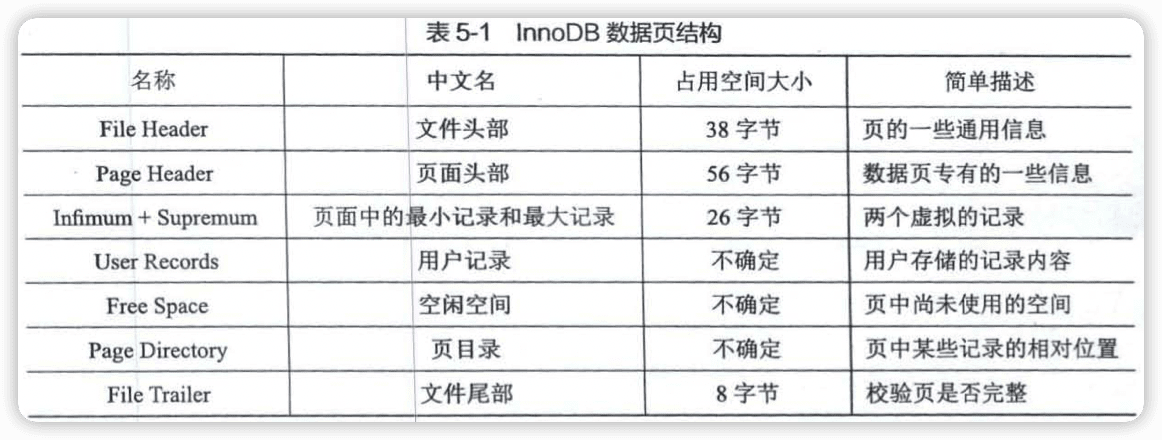 表 5-1 InnoDB 数据页结构
名称 中文名 占用空间大小 简单描述
File Header 文件头部 38 字节 页的一些通用信息
Page Header 页面头部 56 字节 数据页专有的一些信息
Infimum + Supremum 页面中的最小记录和最大记录 26 字节 两个虚拟的记录
User Records 用户记录 不确定 用户存储的记录内容
Free Space 空闲空间 不确定 页中尚未使用的空间
Page Directory 页目录 不确定 页中某些记录的相对位置
File Trailer 文件尾部 8 字节 校验页是否完整